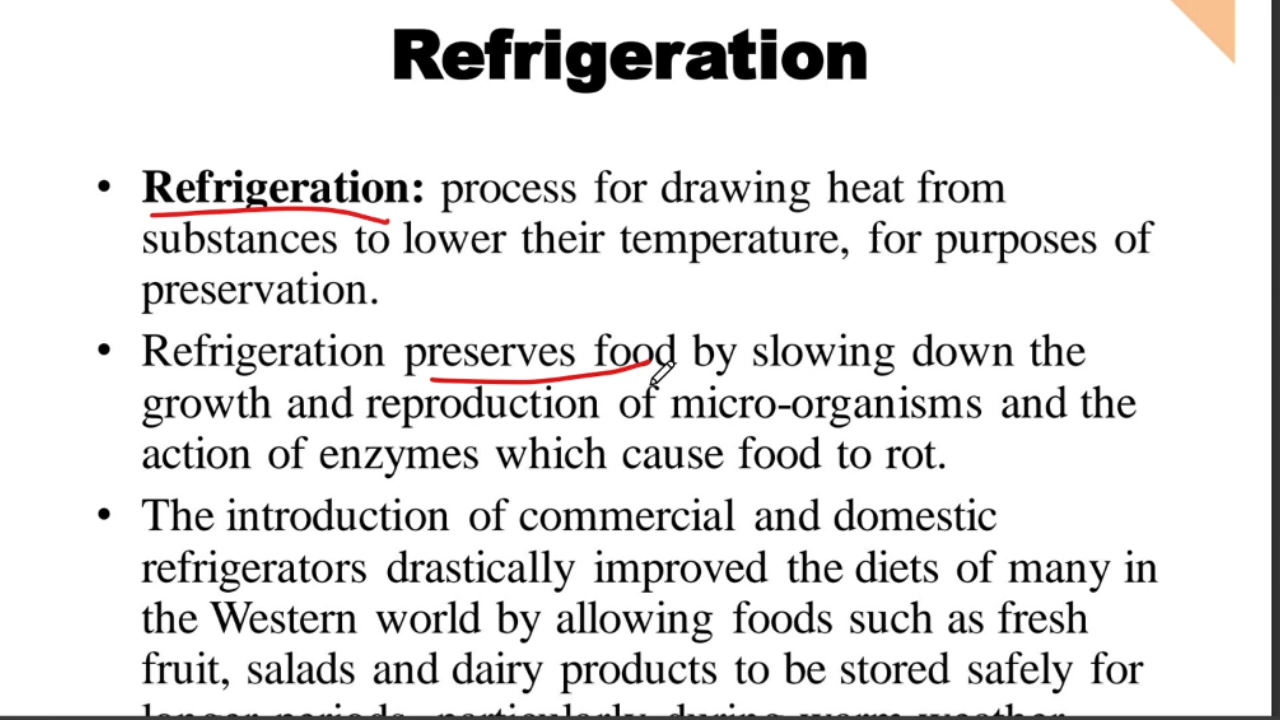 Refrigeration
• Refrigeration: process for drawing heat from
substances to lower their temperature, for purposes of
preservation.
• Refrigeration preserves food by slowing down the
growth and reproduction of micro-organisms and the
action of enzymes which cause food to rot.
• The introduction of commercial and domestic
refrigerators drastically improved the diets of many in
the Western world by allowing foods such as fresh
fruit, salads and dairy products to be stored safely for
longer periods, particularly during warm weather